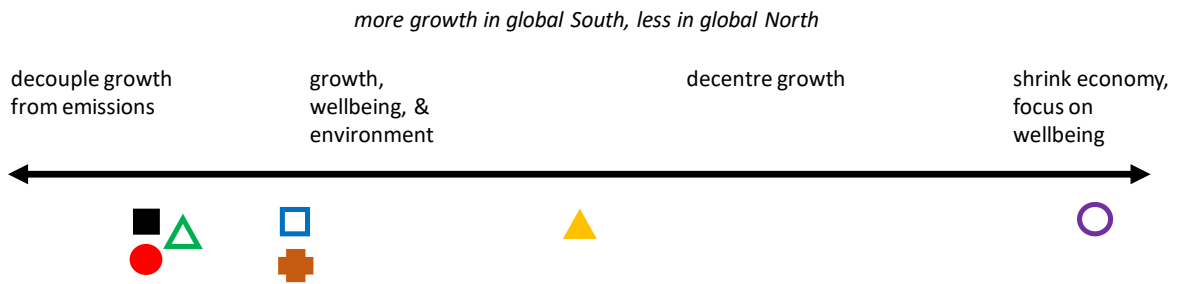 more growth in global South, less in global North
decouple growth
from emissions
growth,
wellbeing, &
environment
decentre growth
shrink economy,
focus on
wellbeing